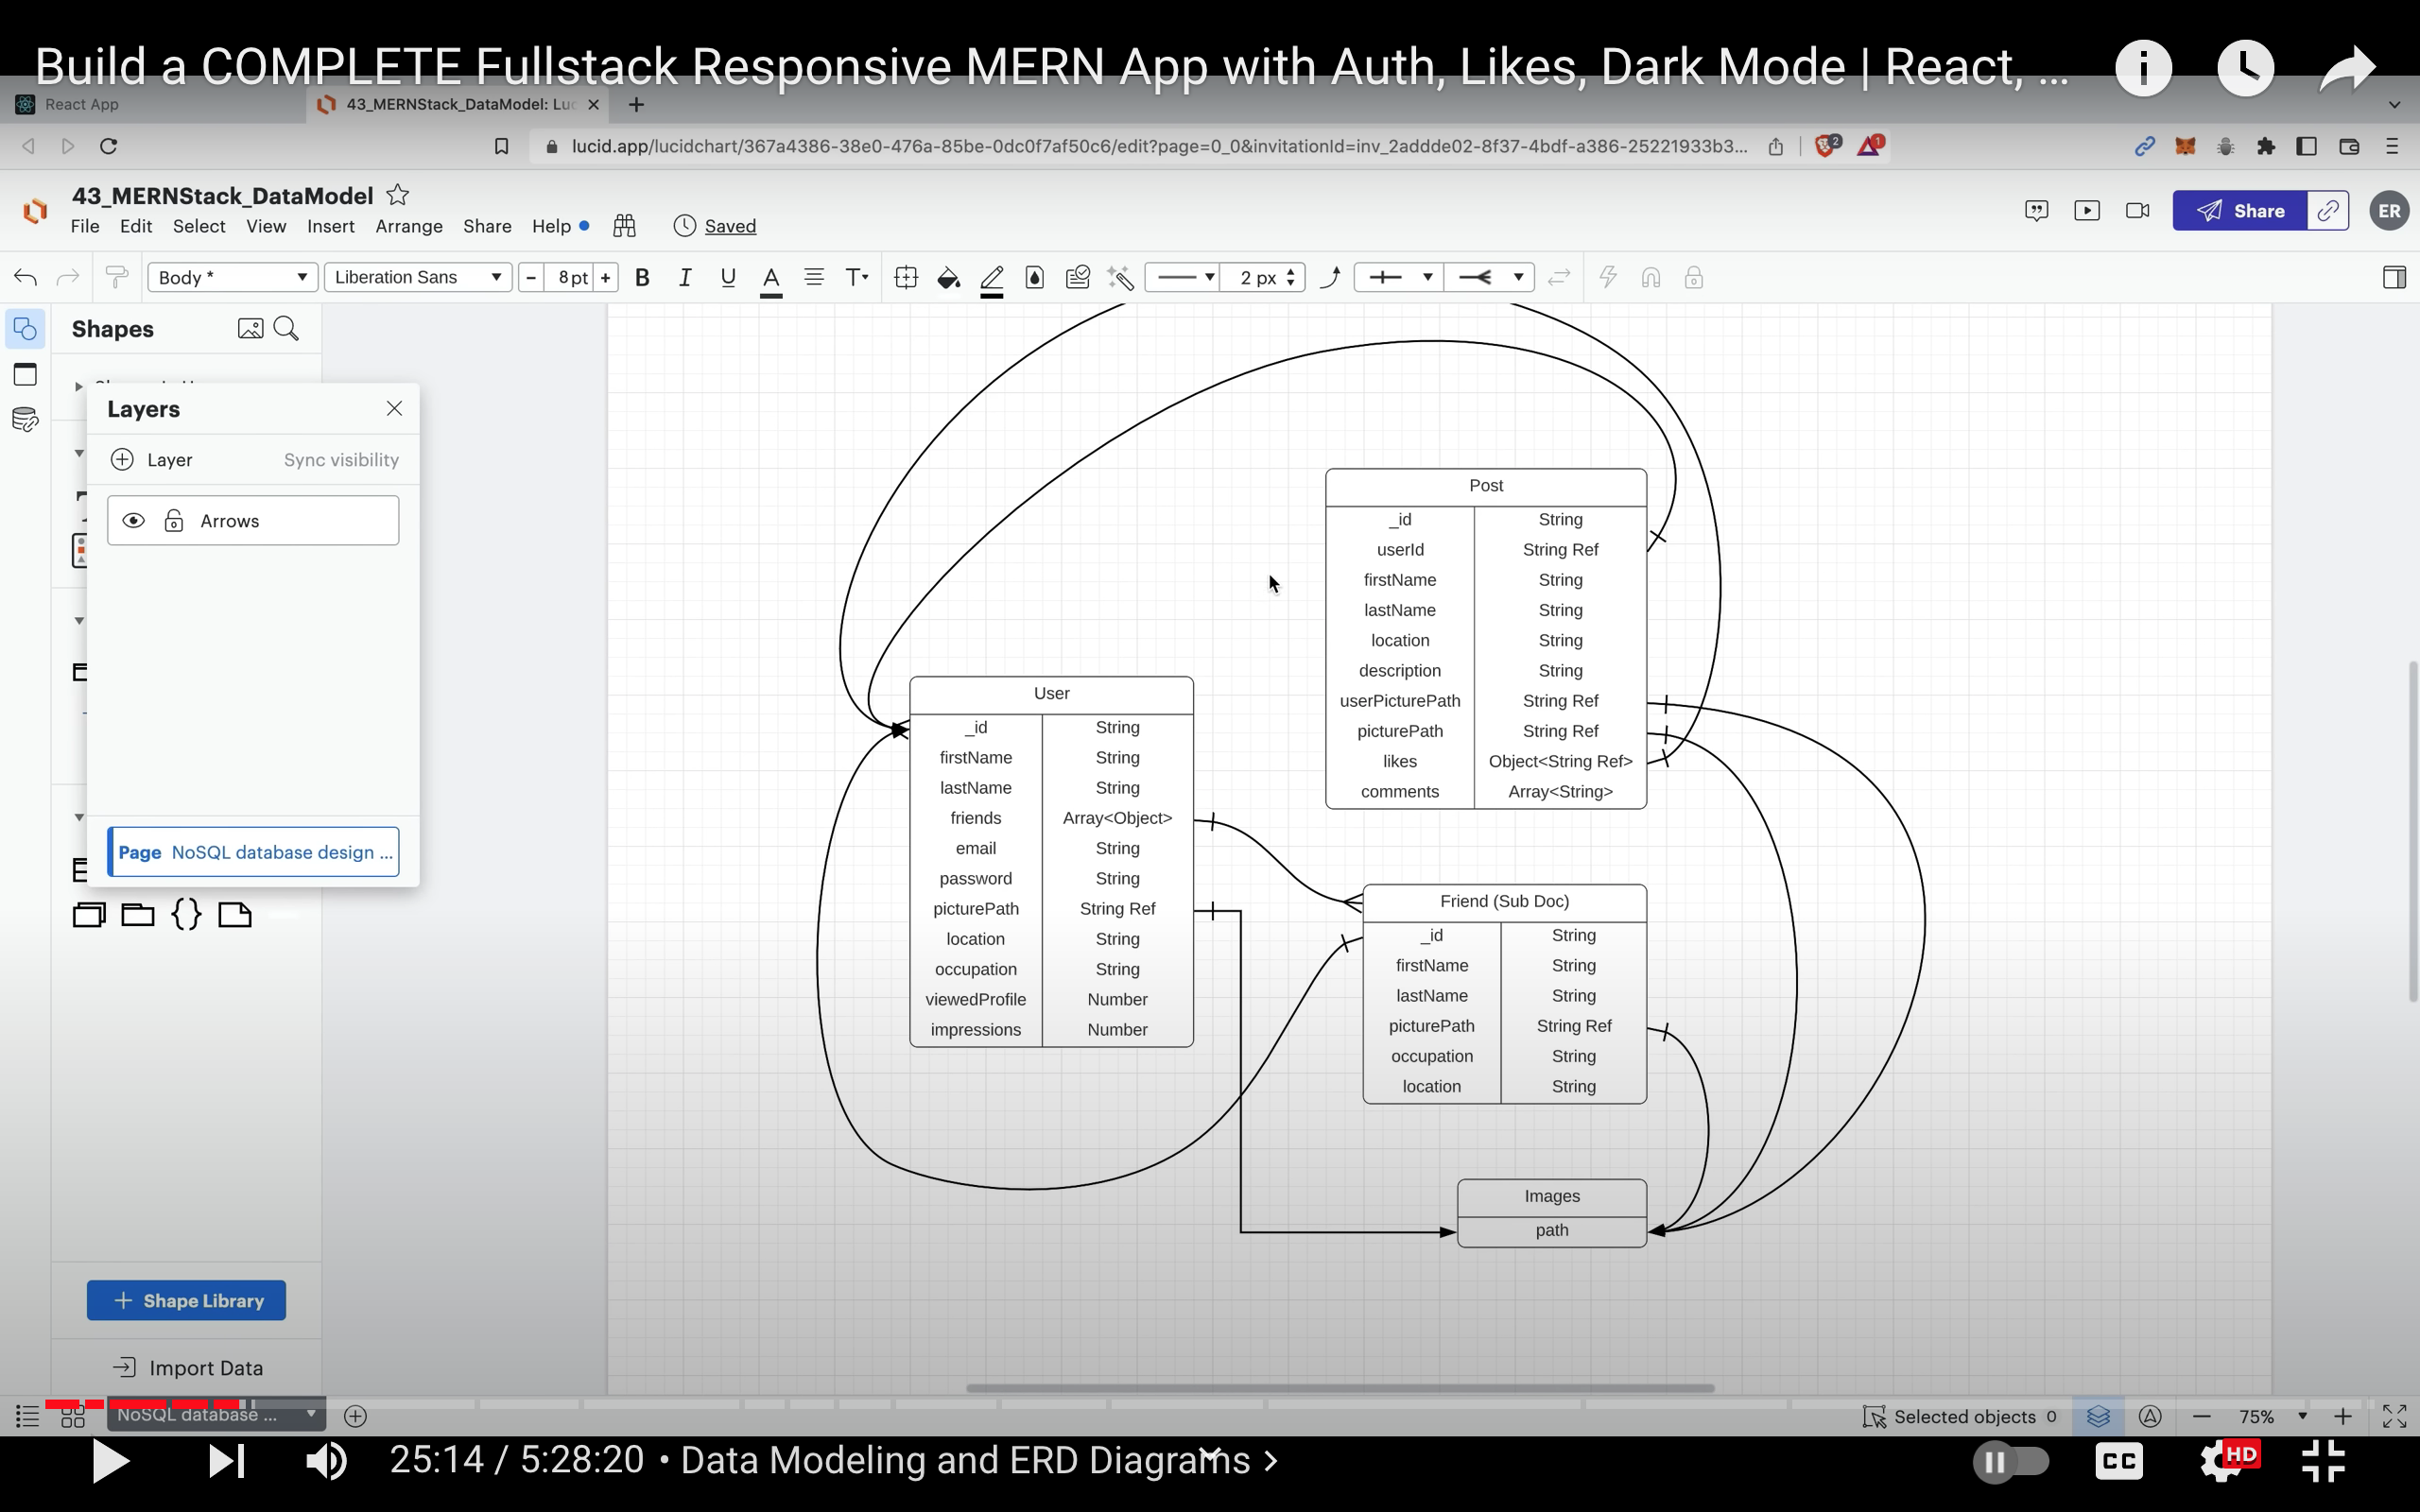 Build a COMPLETE Fullstack Responsive MERN App with Auth, Likes, Dark Mode | React, ...
React App
43_MERNStack_DataModel: Luc
lucid.app/lucidchart/367a4386-38e0-476a-85be-0dc0f7af50c6/edit?page=0_0&invitationId=inv_2addde02-8f37-4bdf-a386-25221933b3...
2
1
43_MERNStack_DataModel
File Edit Select View Insert Arrange Share Help
Saved
Share
ER
Body *
Liberation Sans
- 8 pt +
B I U A T
2 px
Shapes
Layers
Layer
Sync visibility
Arrows
Page NoSQL database design ...
Shape Library
Import Data
Post
_id String
userId String Ref
firstName String
lastName String
location String
description String
userPicturePath String Ref
picturePath String Ref
likes Object<String Ref>
comments Array<String>
User
_id String
firstName String
lastName String
friends Array<Object>
email String
password String
picturePath String Ref
location String
occupation String
viewedProfile Number
impressions Number
Friend (Sub Doc)
_id String
firstName String
lastName String
picturePath String Ref
occupation String
location String
Images
path
NoSQL database ...
Selected objects 0
75%
25:14 / 5:28:20 • Data Modeling and ERD Diagrams >
CC
HD